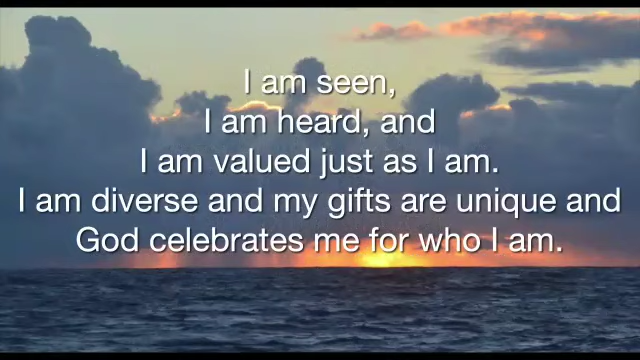 I am seen,
I am heard, and
I am valued just as I am.
I am diverse and my gifts are unique and
God celebrates me for who I am.